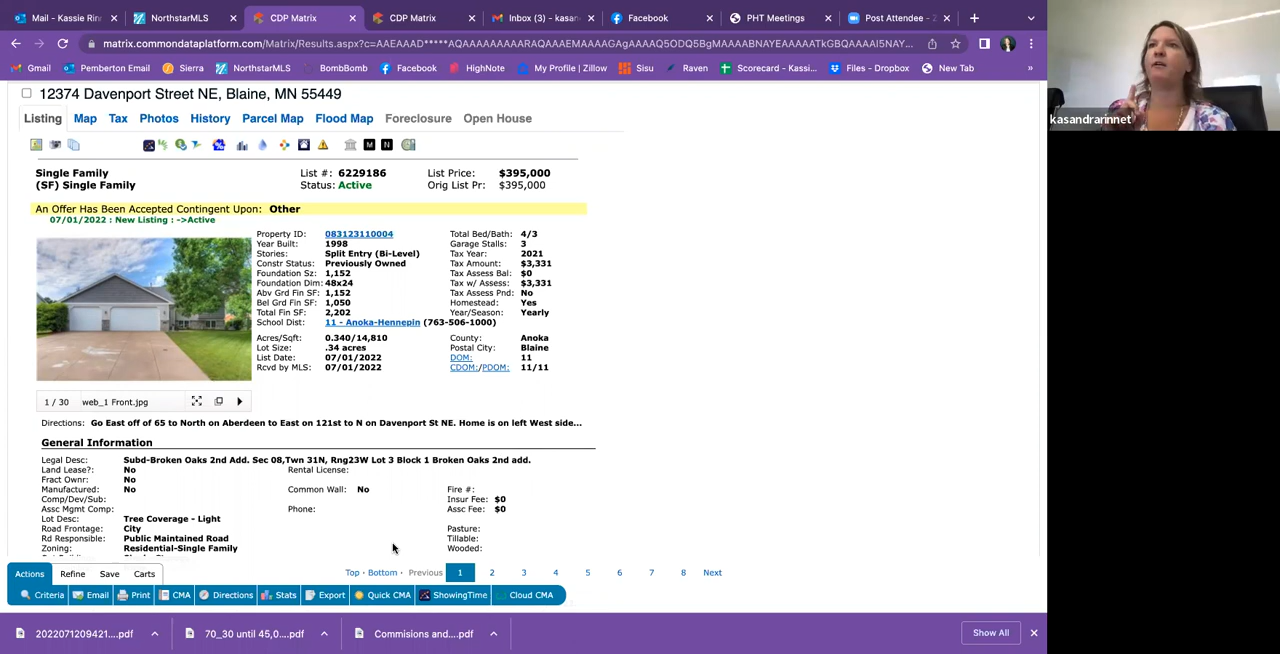 Mail - Kassie Rin
NorthstarMLS
CDP Matrix
CDP Matrix
Inbox (3) - kasan
Facebook
PHT Meetings
Post Attendee - Z
matrix.commondataplatform.com/Matrix/Results.aspx?c=AAEAAAD*****AQAAAAAAAAARAQAAAEMAAAAGAgAAAAQ5ODQ5BgMAAAABNAYEAAAAATkGBQAAAAI5NAY...
Gmail
Pemberton Email
Sierra
NorthstarMLS
BombBomb
Facebook
HighNote
My Profile | Zillow
Sisu
Raven
Scorecard - Kassi...
Files - Dropbox
New Tab
»
12374 Davenport Street NE, Blaine, MN 55449
Listing Map Tax Photos History Parcel Map Flood Map Foreclosure Open House
Single Family List #: 6229186 List Price: $395,000
(SF) Single Family Status: Active Orig List Pr: $395,000
An Offer Has Been Accepted Contingent Upon: Other
07/01/2022 : New Listing : ->Active
Property ID: 083123110004 Total Bed/Bath: 4/3
Year Built: 1998 Garage Stalls: 3
Stories: Split Entry (Bi-Level) Tax Year: 2021
Constr Status: Previously Owned Tax Amount: $3,331
Foundation Sz: 1,152 Tax Assess Bal: $0
Foundation Dim: 48x24 Tax w/ Assess: $3,331
Abv Grd Fin SF: 1,152 Tax Assess Pnd: No
Bel Grd Fin SF: 1,050 Homestead: Yes
Total Fin SF: 2,202 Year/Season: Yearly
School Dist: 11 - Anoka-Hennepin (763-506-1000)
Acres/Sqft: 0.340/14,810 County: Anoka
Lot Size: .34 acres Postal City: Blaine
List Date: 07/01/2022 DOM: 11
Rcvd by MLS: 07/01/2022 CDOM:/PDOM: 11/11
1 / 30 web_1 Front.jpg
Directions: Go East off of 65 to North on Aberdeen to East on 121st to N on Davenport St NE. Home is on left West side...
General Information
Legal Desc: Subd-Broken Oaks 2nd Add. Sec 08,Twn 31N, Rng23W Lot 3 Block 1 Broken Oaks 2nd add.
Land Lease?: No Rental License:
Fract Ownr: No
Manufactured: No Common Wall: No Fire #:
Comp/Dev/Sub: Insur Fee: $0
Assc Mgmt Comp: Phone: Assc Fee: $0
Lot Desc: Tree Coverage - Light
Road Frontage: City Pasture:
Rd Responsible: Public Maintained Road Tillable:
Zoning: Residential-Single Family Wooded:
Actions Refine Save Carts
Top · Bottom · Previous 1 2 3 4 5 6 7 8 Next
Criteria Email Print CMA Directions Stats Export Quick CMA ShowingTime Cloud CMA
2022071209421....pdf
70_30 until 45,0....pdf
Commisions and....pdf
Show All
kasandrarinnet